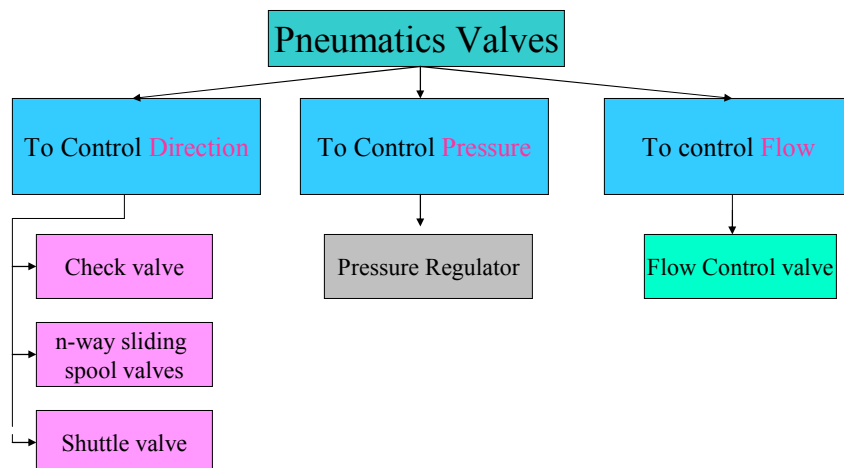 Pneumatics Valves
To Control Direction
To Control Pressure
To control Flow
Check valve
Pressure Regulator
Flow Control valve
n-way sliding
spool valves
Shuttle valve